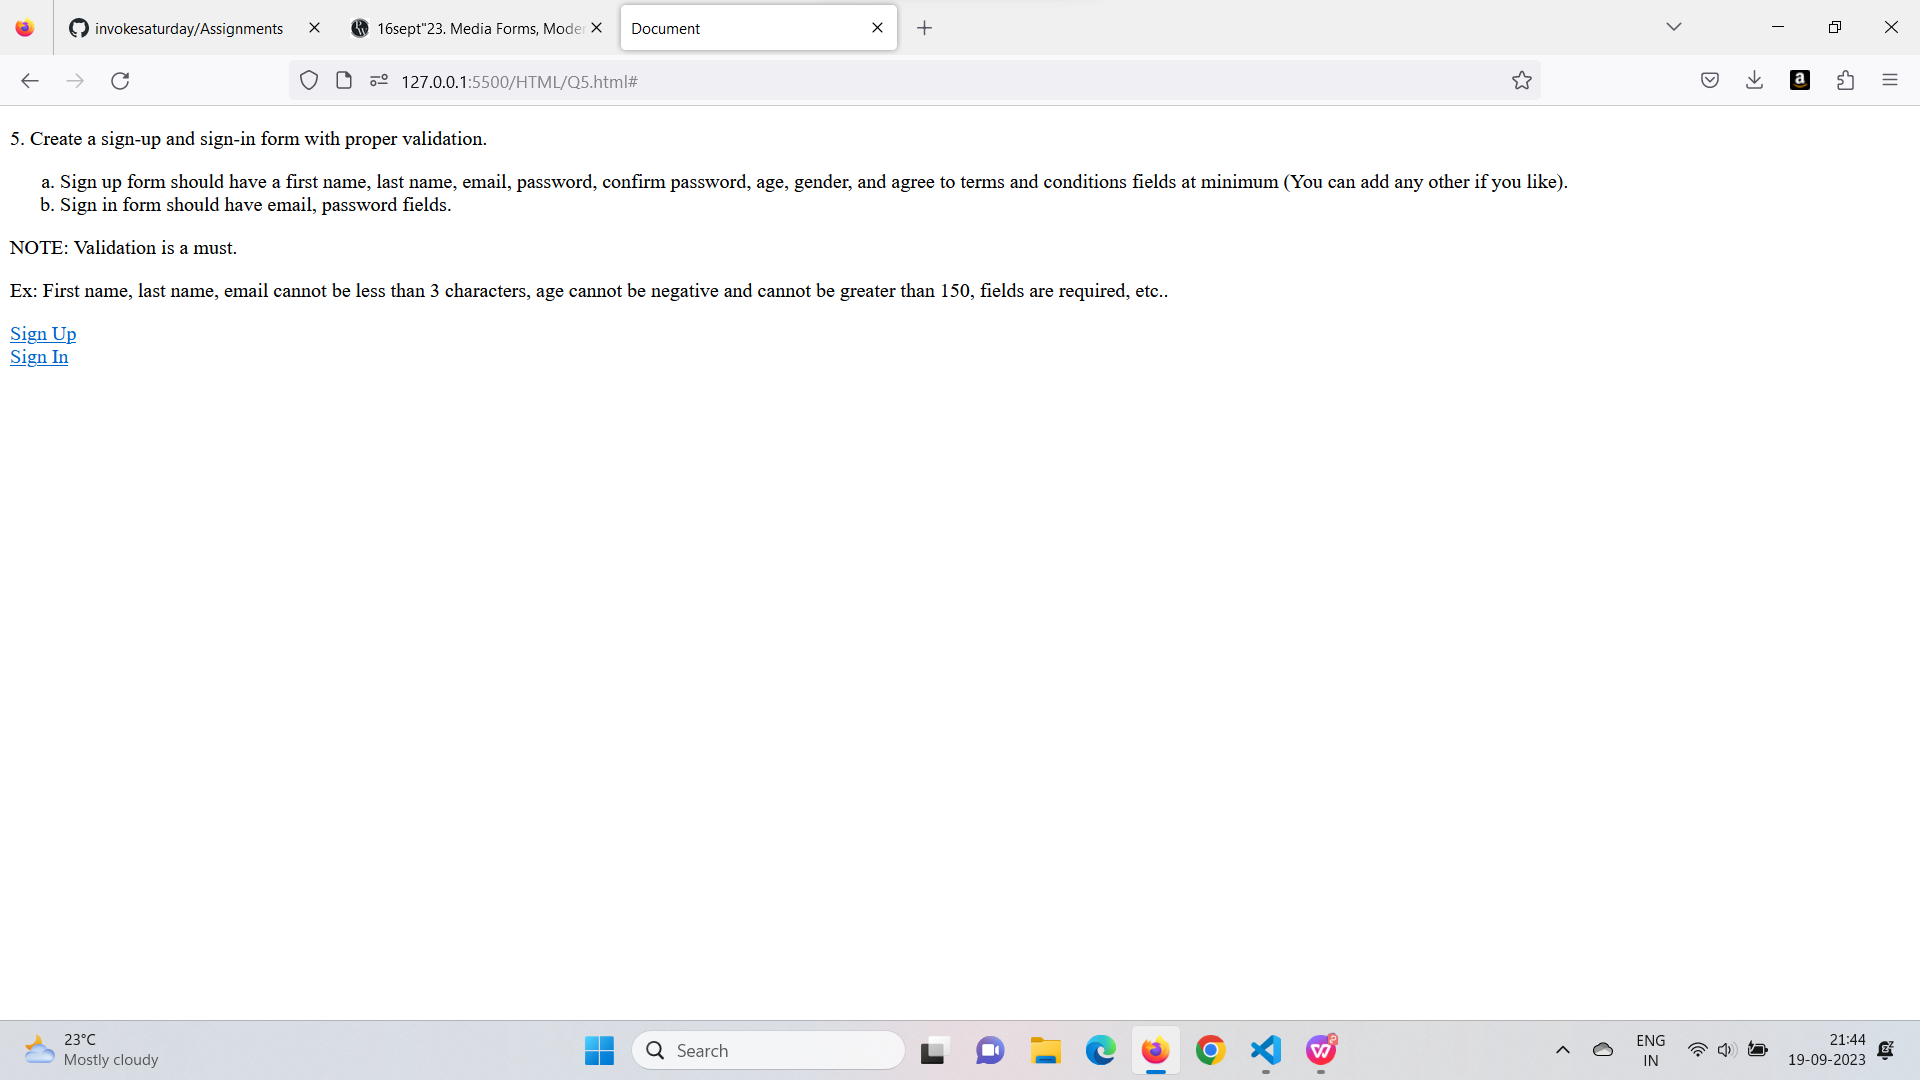 invokesaturday/Assignments
16sept"23. Media Forms, Moder
Document
127.0.0.1:5500/HTML/Q5.html#
5. Create a sign-up and sign-in form with proper validation.
a. Sign up form should have a first name, last name, email, password, confirm password, age, gender, and agree to terms and conditions fields at minimum (You can add any other if you like).
b. Sign in form should have email, password fields.
NOTE: Validation is a must.
Ex: First name, last name, email cannot be less than 3 characters, age cannot be negative and cannot be greater than 150, fields are required, etc..
Sign Up
Sign In
23°C
Mostly cloudy
Search
ENG
IN
21:44
19-09-2023